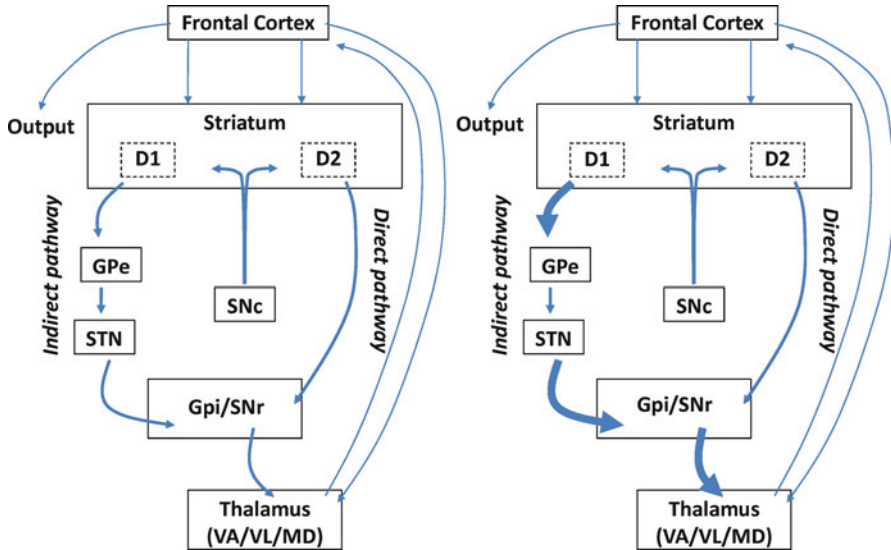 Frontal Cortex
Output
Striatum
D1
D2
Indirect pathway
GPe
SNc
Direct pathway
STN
Gpi/SNr
Thalamus
(VA/VL/MD)
Frontal Cortex
Output
Striatum
D1
D2
Indirect pathway
GPe
SNc
Direct pathway
STN
Gpi/SNr
Thalamus
(VA/VL/MD)